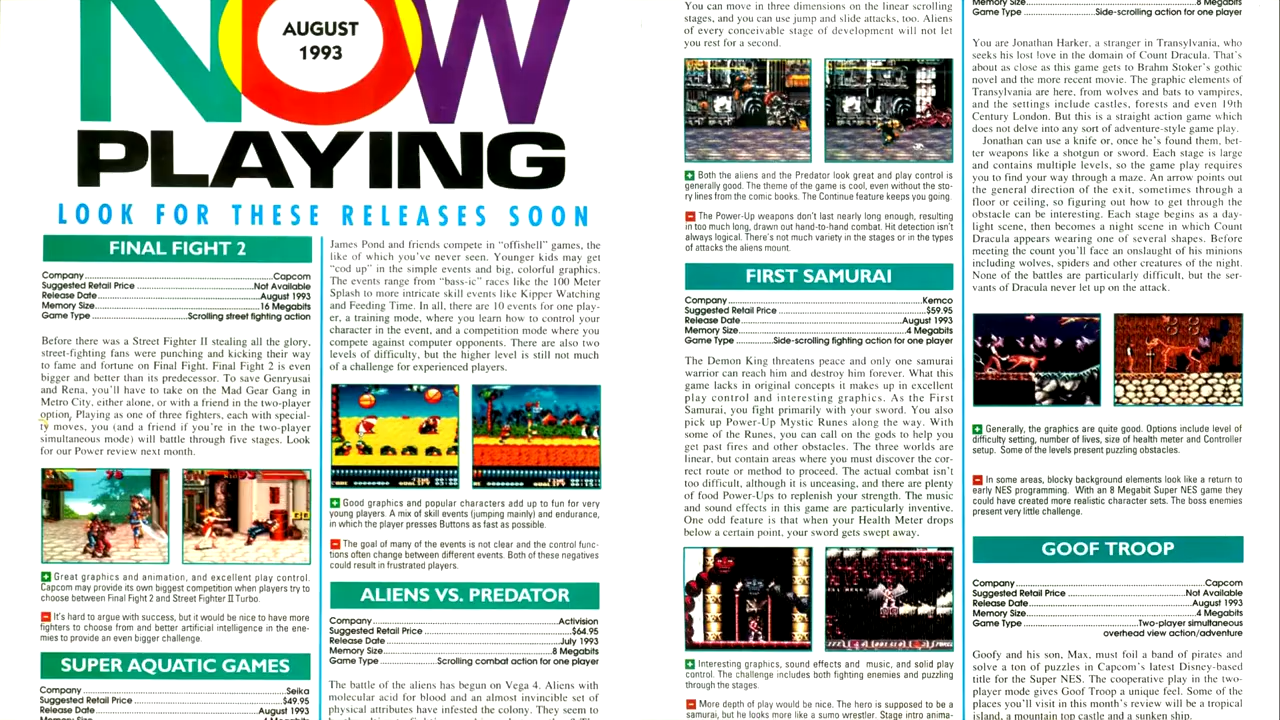 NOW
AUGUST
1993
PLAYING
LOOK FOR THESE RELEASES SOON
FINAL FIGHT 2
Company Capcom
Suggested Retail Price Not Available
Release Date August 1993
Memory Size 16 Megabits
Game Type Scrolling street fighting action
Before there was a Street Fighter II stealing all the glory,
street-fighting fans were punching and kicking their way
to fame and fortune on Final Fight. Final Fight 2 is even
bigger and better than its predecessor. To save Genryusai
and Rena, you'll have to take on the Mad Gear Gang in
Metro City, either alone, or with a friend in the two-player
option. Playing as one of three fighters, each with special-
ty moves, you (and a friend if you're in the two-player
simultaneous mode) will battle through five stages. Look
for our Power review next month.
GO
+ Great graphics and animation, and excellent play control.
Capcom may provide its own biggest competition when players try to
choose between Final Fight 2 and Street Fighter II Turbo.
- It's hard to argue with success, but it would be nice to have more
fighters to choose from and better artificial intelligence in the ene-
mies to provide an even bigger challenge.
SUPER AQUATIC GAMES
Company Seika
Suggested Retail Price $49.95
Release Date August 1993
Memory Size 4 Megabits
James Pond and friends compete in "offishell" games, the
like of which you've never seen. Younger kids may get
"cod up" in the simple events and big, colorful graphics.
The events range from "bass-ic" races like the 100 Meter
Splash to more intricate skill events like Kipper Watching
and Feeding Time. In all, there are 10 events for one play-
er, a training mode, where you learn how to control your
character in the event, and a competition mode where you
compete against computer opponents. There are also two
levels of difficulty, but the higher level is still not much
of a challenge for experienced players.
+ Good graphics and popular characters add up to fun for very
young players. A mix of skill events (jumping mainly) and endurance,
in which the player presses Buttons as fast as possible.
- The goal of many of the events is not clear and the control func-
tions often change between different events. Both of these negatives
could result in frustrated players.
ALIENS VS. PREDATOR
Company Activision
Suggested Retail Price $64.95
Release Date July 1993
Memory Size 8 Megabits
Game Type Scrolling combat action for one player
The battle of the aliens has begun on Vega 4. Aliens with
molecular acid for blood and an almost invincible set of
physical attributes have infested the colony. They seem
You can move in three dimensions on the linear scrolling
stages, and you can use jump and slide attacks, too. Aliens
of every conceivable stage of development will not let
you rest for a second.
+ Both the aliens and the Predator look great and play control is
generally good. The theme of the game is cool, even without the sto-
ry lines from the comic books. The Continue feature keeps you going.
- The Power-Up weapons don't last nearly long enough, resulting
in too much long, drawn out hand-to-hand combat. Hit detection isn't
always logical. There's not much variety in the stages or in the types
of attacks the aliens mount.
FIRST SAMURAI
Company Kemco
Suggested Retail Price $59.95
Release Date August 1993
Memory Size 4 Megabits
Game Type Side-scrolling fighting action for one player
The Demon King threatens peace and only one samurai
warrior can reach him and destroy him forever. What this
game lacks in original concepts it makes up in excellent
play control and interesting graphics. As the First
Samurai, you fight primarily with your sword. You also
pick up Power-Up Mystic Runes along the way. With
some of the Runes, you can call on the gods to help you
get past fires and other obstacles. The three worlds are
linear, but contain areas where you must discover the cor-
rect route or method to proceed. The actual combat isn't
too difficult, although it is unceasing, and there are plenty
of food Power-Ups to replenish your strength. The music
and sound effects in this game are particularly inventive.
One odd feature is that when your Health Meter drops
below a certain point, your sword gets swept away.
+ Interesting graphics, sound effects and music, and solid play
control. The challenge includes both fighting enemies and puzzling
through the stages.
- More depth of play would be nice. The hero is supposed to be a
samurai, but he looks more like a sumo wrestler. Stage intro anima-
Memory Size 8 Megabits
Game Type Side-scrolling action for one player
You are Jonathan Harker, a stranger in Transylvania, who
seeks his lost love in the domain of Count Dracula. That's
about as close as this game gets to Brahm Stoker's gothic
novel and the more recent movie. The graphic elements of
Transylvania are here, from wolves and bats to vampires,
and the settings include castles, forests and even 19th
Century London. But this is a straight action game which
does not delve into any sort of adventure-style game play.
Jonathan can use a knife or, once he's found them, bet-
ter weapons like a shotgun or sword. Each stage is large
and contains multiple levels, so the game play requires
you to find your way through a maze. An arrow points out
the general direction of the exit, sometimes through a
floor or ceiling, so figuring out how to get through the
obstacle can be interesting. Each stage begins as a day-
light scene, then becomes a night scene in which Count
Dracula appears wearing one of several shapes. Before
meeting the count you'll face an onslaught of his minions
including wolves, spiders and other creatures of the night.
None of the battles are particularly difficult, but the ser-
vants of Dracula never let up on the attack.
+ Generally, the graphics are quite good. Options include level of
difficulty setting, number of lives, size of health meter and Controller
setup. Some of the levels present puzzling obstacles.
- In some areas, blocky background elements look like a return to
early NES programming. With an 8 Megabit Super NES game they
could have created more realistic character sets. The boss enemies
present very little challenge.
GOOF TROOP
Company Capcom
Suggested Retail Price Not Available
Release Date August 1993
Memory Size 4 Megabits
Game Type Two-player simultaneous
overhead view action/adventure
Goofy and his son, Max, must foil a band of pirates and
solve a ton of puzzles in Capcom's latest Disney-based
title for the Super NES. The cooperative play in the two-
player mode gives Goof Troop a unique feel. Some of the
places you'll visit in this month's review will be a tropical
island, a mountain top castle and a sunken ship.